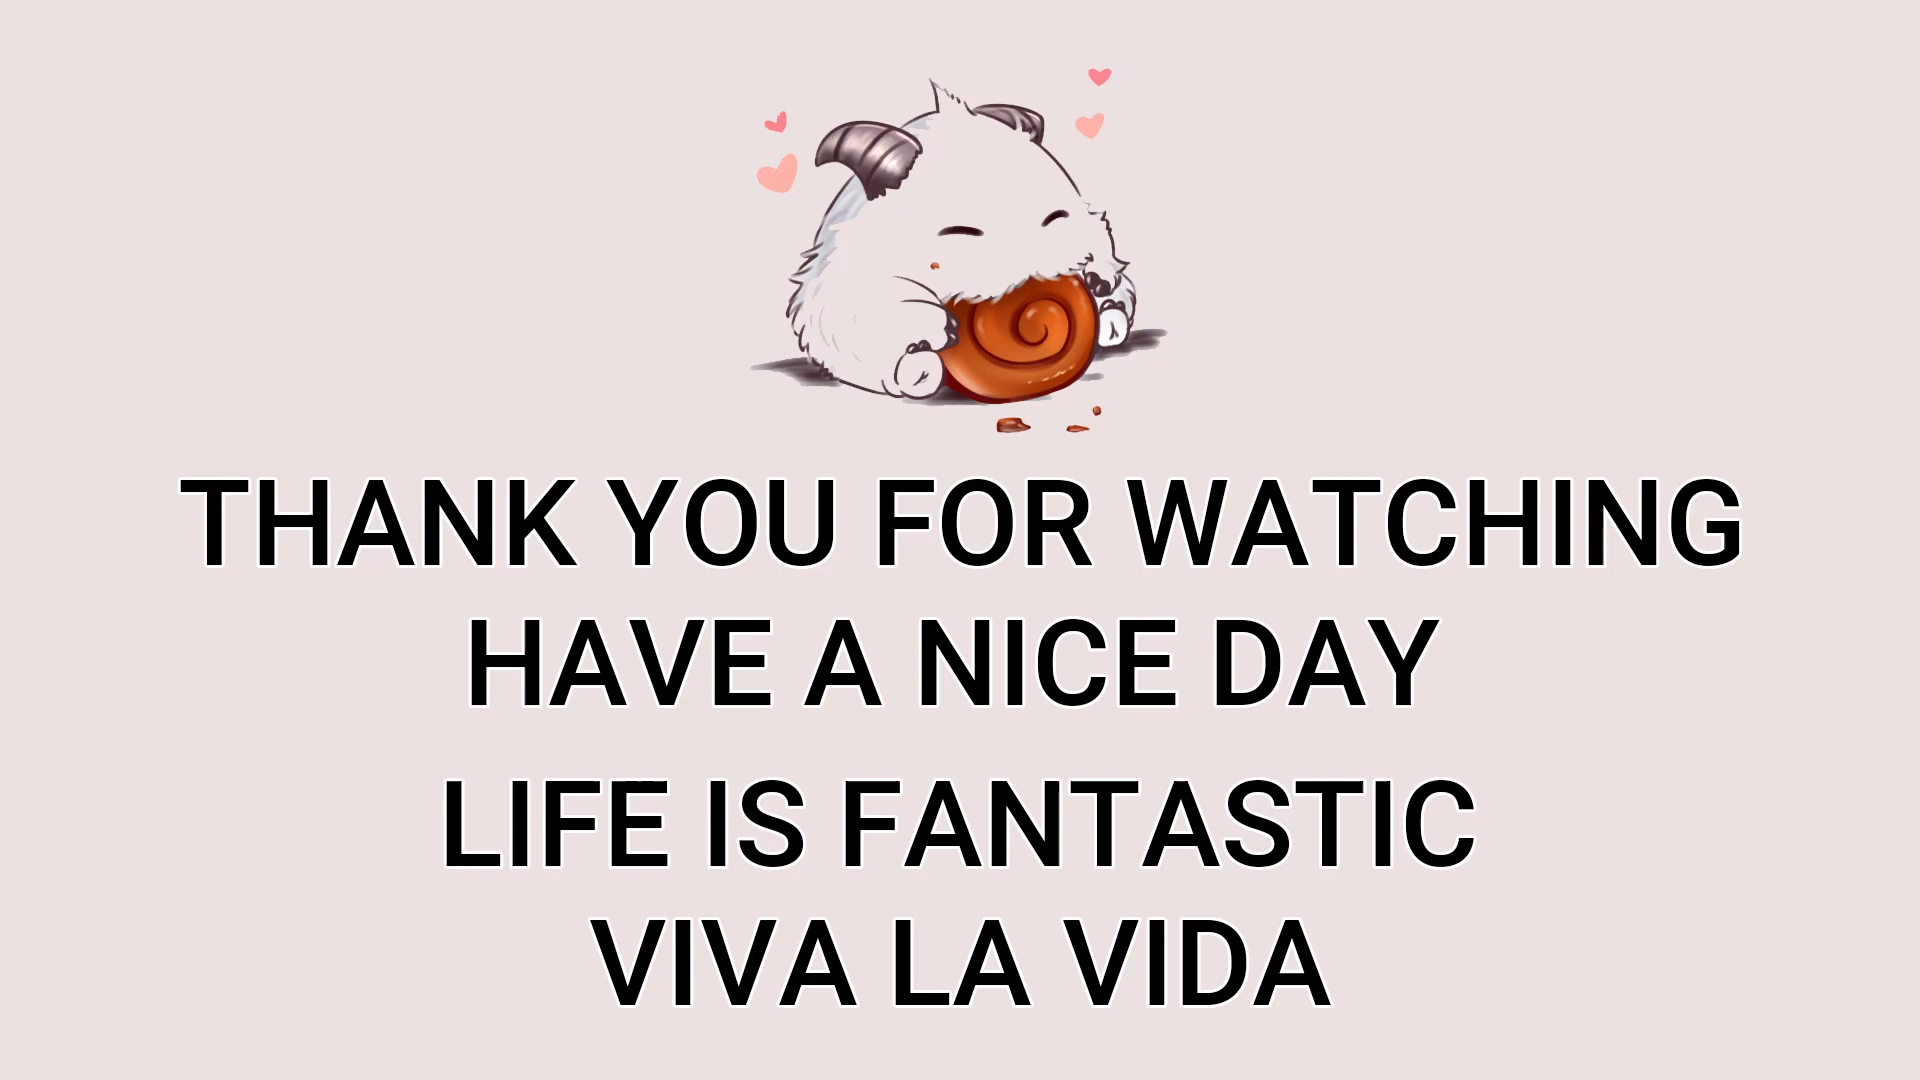 THANK YOU FOR WATCHING
HAVE A NICE DAY
LIFE IS FANTASTIC
VIVA LA VIDA